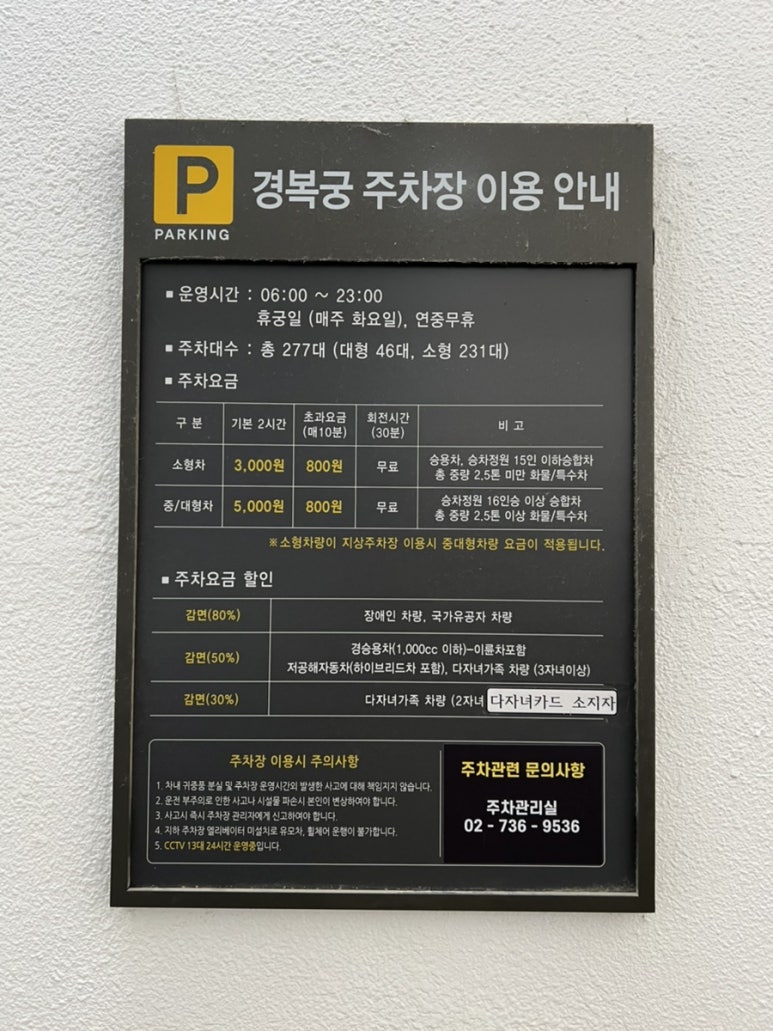 P
PARKING
경복궁 주차장 이용 안내
▪ 운영시간 : 06:00 ~ 23:00
휴궁일 (매주 화요일), 연중무휴
▪ 주차대수 : 총 277대 (대형 46대, 소형 231대)
▪ 주차요금
구 분 기본 2시간 초과요금 (매10분) 회전시간 (30분) 비 고
소형차 3,000원 800원 무료 승용차, 승차정원 15인 이하승합차
총 중량 2.5톤 미만 화물/특수차
중/대형차 5,000원 800원 무료 승차정원 16인승 이상 승합차
총 중량 2.5톤 이상 화물/특수차
※소형차량이 지상주차장 이용시 중대형차량 요금이 적용됩니다.
▪ 주차요금 할인
감면(80%) 장애인 차량, 국가유공자 차량
감면(50%) 경승용차(1,000cc 이하)-이륜차포함
저공해자동차(하이브리드차 포함), 다자녀가족 차량 (3자녀이상)
감면(30%) 다자녀가족 차량 (2자녀 다자녀카드 소지자
주차장 이용시 주의사항
1. 차내 귀중품 분실 및 주차장 운영시간외 발생한 사고에 대해 책임지지 않습니다.
2. 운전 부주의로 인한 사고나 시설물 파손시 본인이 변상하여야 합니다.
3. 사고시 즉시 주차장 관리자에게 신고하여야 합니다.
4. 지하 주차장 엘리베이터 미설치로 유모차, 휠체어 운행이 불가합니다.
5. CCTV 13대 24시간 운영중입니다.
주차관련 문의사항
주차관리실
02 - 736 - 9536